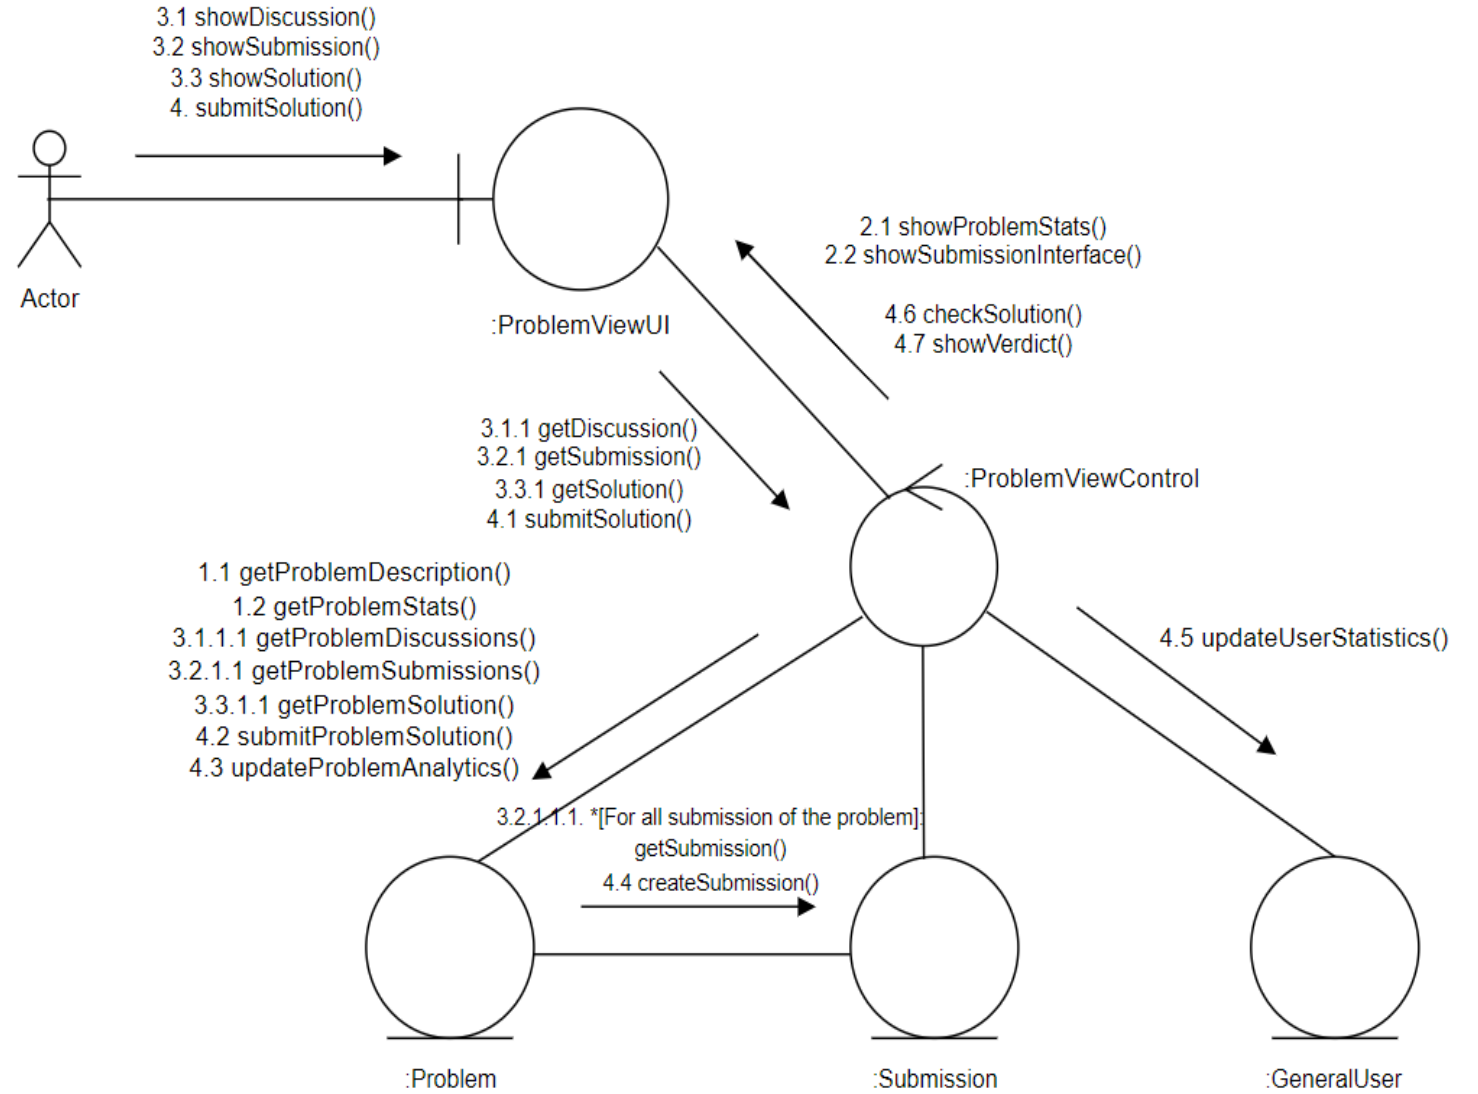 3.1 showDiscussion()
3.2 showSubmission()
3.3 showSolution()
4. submitSolution()
Actor
:ProblemViewUI
2.1 showProblemStats()
2.2 showSubmissionInterface()
4.6 checkSolution()
4.7 showVerdict()
3.1.1 getDiscussion()
3.2.1 getSubmission()
3.3.1 getSolution()
4.1 submitSolution()
:ProblemViewControl
1.1 getProblemDescription()
1.2 getProblemStats()
3.1.1.1 getProblemDiscussions()
3.2.1.1 getProblemSubmissions()
3.3.1.1 getProblemSolution()
4.2 submitProblemSolution()
4.3 updateProblemAnalytics()
4.5 updateUserStatistics()
3.2.1.1.1. *[For all submission of the problem]:
getSubmission()
4.4 createSubmission()
:Problem
:Submission
:GeneralUser